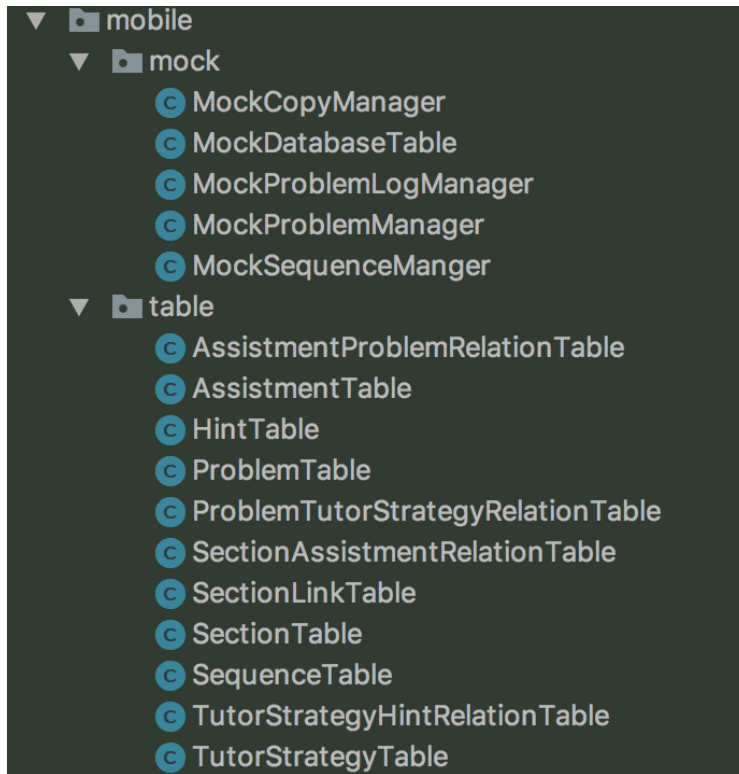 mobile
mock
C MockCopyManager
C MockDatabaseTable
C MockProblemLogManager
C MockProblemManager
C MockSequenceManger
table
C AssistmentProblemRelationTable
C AssistmentTable
C HintTable
C ProblemTable
C ProblemTutorStrategyRelationTable
C SectionAssistmentRelationTable
C SectionLinkTable
C SectionTable
C SequenceTable
C TutorStrategyHintRelationTable
C TutorStrategyTable